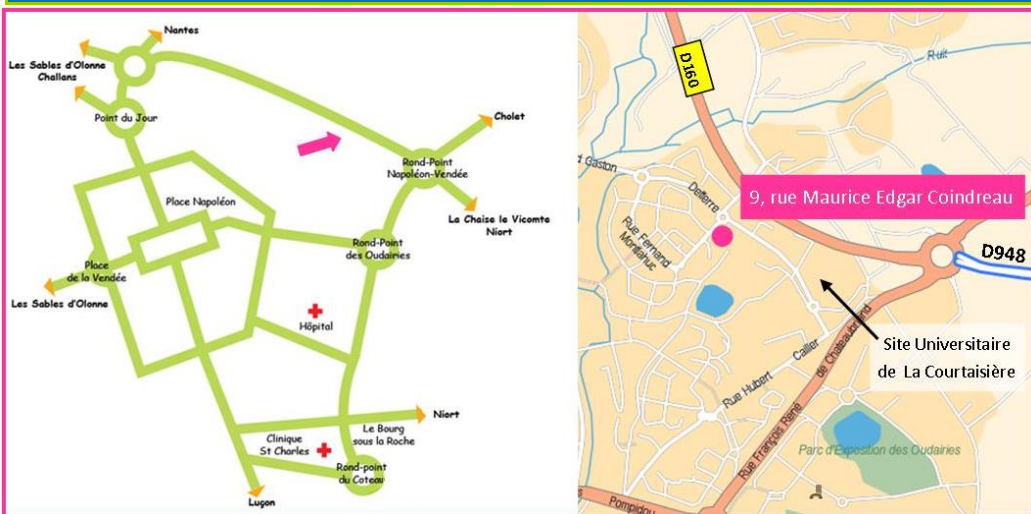 Nantes
Les Sables d'Olonne
Challans
Point du Jour
Cholet
Rond-Point
Napoléon-Vendée
La Chaise le Vicomte
Niort
Place Napoléon
Rond-Point
des Oudairies
Place
de la Vendée
Les Sables d'Olonne
Hôpital
Niort
Clinique
St Charles
Le Bourg
sous la Roche
Rond-point
du Coteau
Luçon
D160
Ruit
Gaston
Defferre
9, rue Maurice Edgar Coindreau
Rue Fernand
D948
Site Universitaire
de La Courtaisière
Rue Hubert Cailler
Rue François René de Chateaubriand
Parc d'Exposition des Oudairies
Pompidou